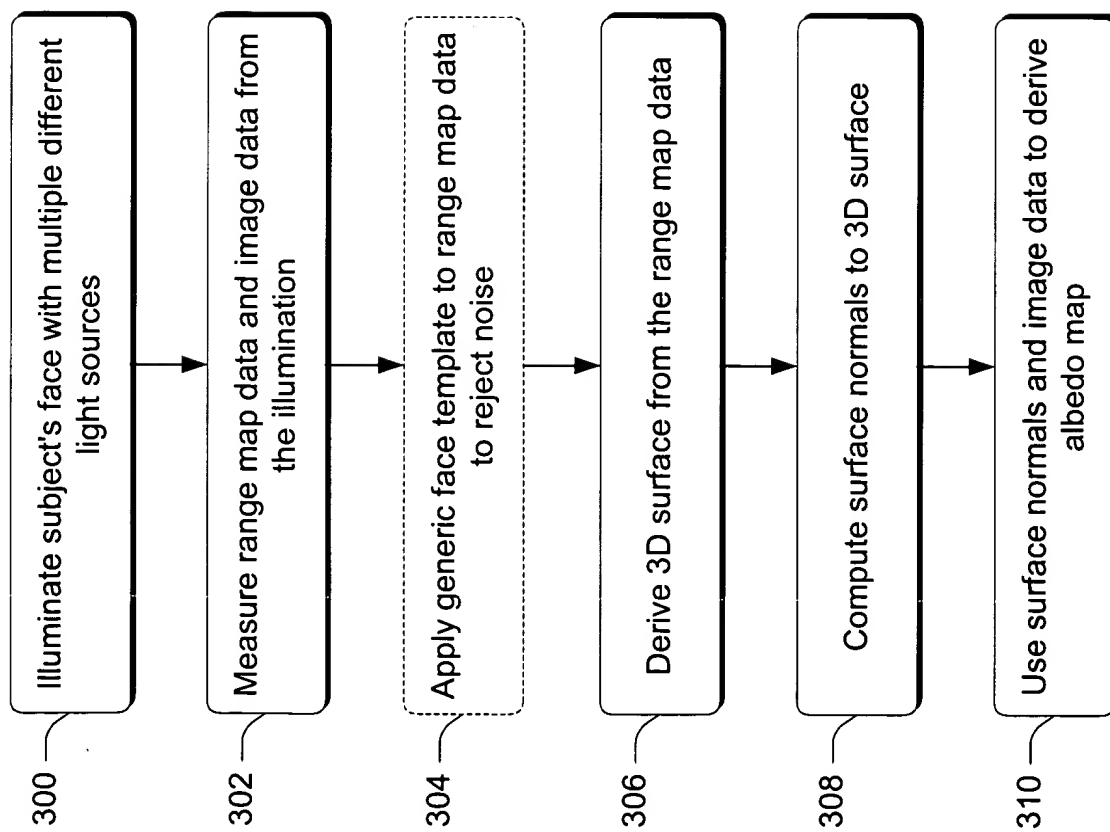 300
Illuminate subject's face with multiple different
light sources
302
Measure range map data and image data from
the illumination
304
Apply generic face template to range map data
to reject noise
306
Derive 3D surface from the range map data
308
Compute surface normals to 3D surface
310
Use surface normals and image data to derive
albedo map